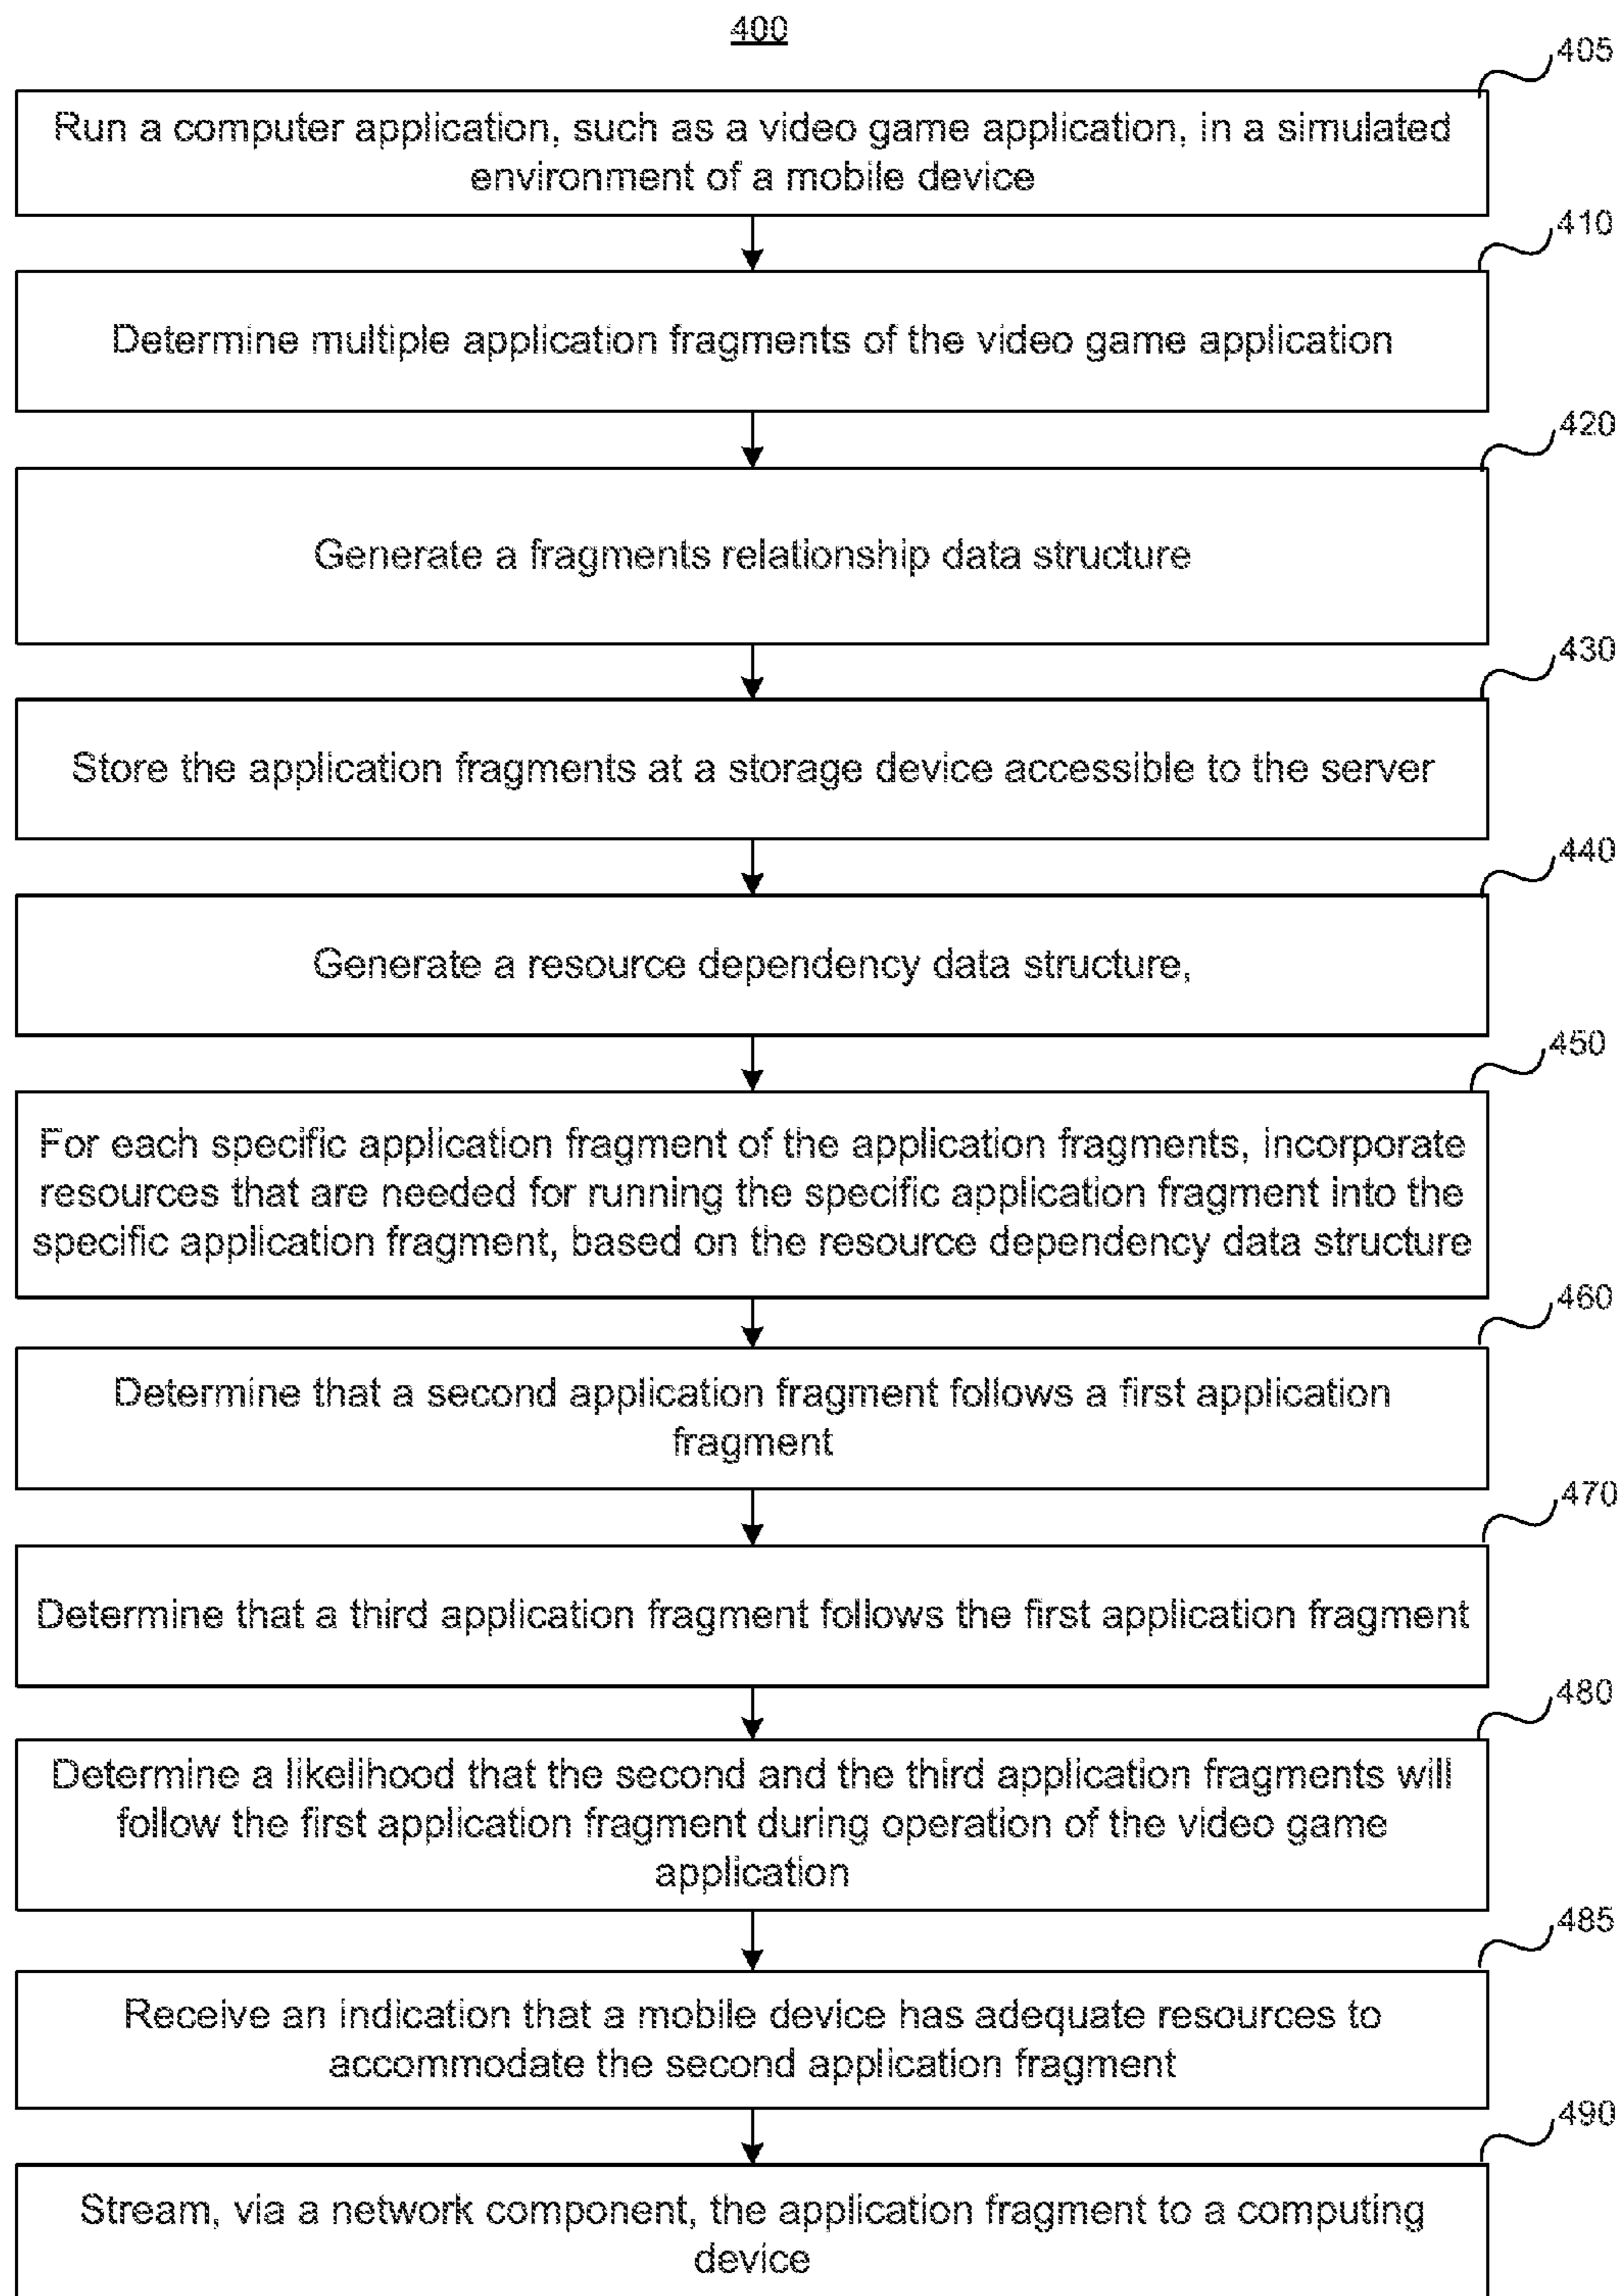 400
405
Run a computer application, such as a video game application, in a simulated
environment of a mobile device
410
Determine multiple application fragments of the video game application
420
Generate a fragments relationship data structure
430
Store the application fragments at a storage device accessible to the server
440
Generate a resource dependency data structure,
450
For each specific application fragment of the application fragments, incorporate
resources that are needed for running the specific application fragment into the
specific application fragment, based on the resource dependency data structure
460
Determine that a second application fragment follows a first application
fragment
470
Determine that a third application fragment follows the first application fragment
480
Determine a likelihood that the second and the third application fragments will
follow the first application fragment during operation of the video game
application
485
Receive an indication that a mobile device has adequate resources to
accommodate the second application fragment
490
Stream, via a network component, the application fragment to a computing
device